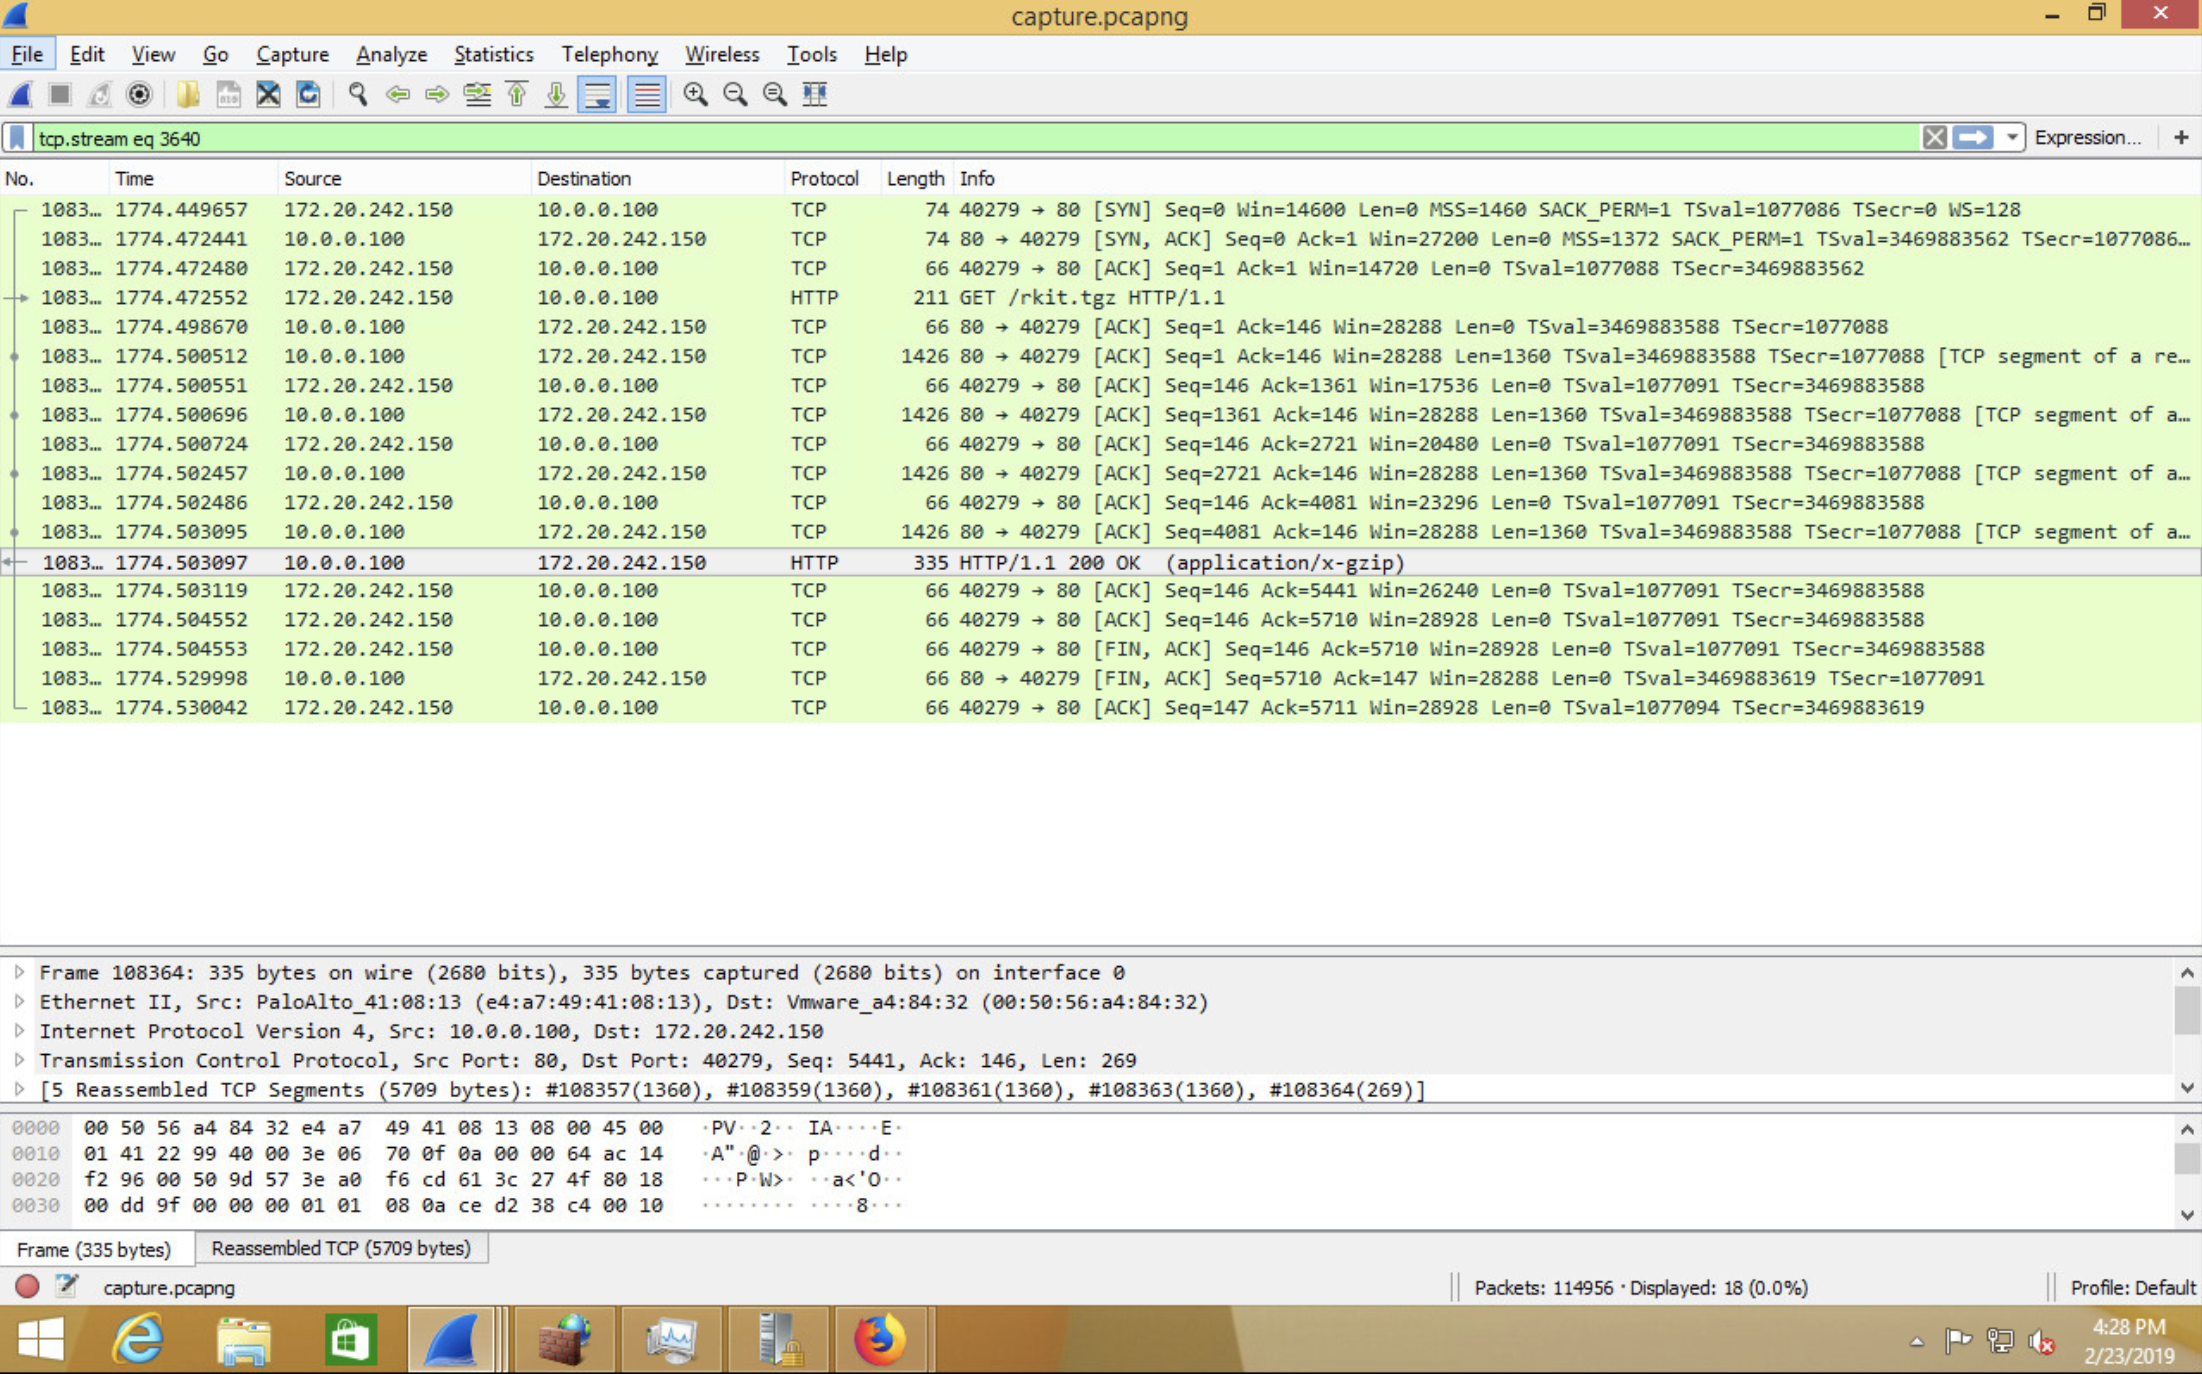 capture.pcapng
File Edit View Go Capture Analyze Statistics Telephony Wireless Tools Help
tcp.stream eq 3640 Expression... +
No. Time Source Destination Protocol Length Info
1083… 1774.449657 172.20.242.150 10.0.0.100 TCP 74 40279 → 80 [SYN] Seq=0 Win=14600 Len=0 MSS=1460 SACK_PERM=1 TSval=1077086 TSecr=0 WS=128
1083… 1774.472441 10.0.0.100 172.20.242.150 TCP 74 80 → 40279 [SYN, ACK] Seq=0 Ack=1 Win=27200 Len=0 MSS=1372 SACK_PERM=1 TSval=3469883562 TSecr=1077086…
1083… 1774.472480 172.20.242.150 10.0.0.100 TCP 66 40279 → 80 [ACK] Seq=1 Ack=1 Win=14720 Len=0 TSval=1077088 TSecr=3469883562
1083… 1774.472552 172.20.242.150 10.0.0.100 HTTP 211 GET /rkit.tgz HTTP/1.1
1083… 1774.498670 10.0.0.100 172.20.242.150 TCP 66 80 → 40279 [ACK] Seq=1 Ack=146 Win=28288 Len=0 TSval=3469883588 TSecr=1077088
1083… 1774.500512 10.0.0.100 172.20.242.150 TCP 1426 80 → 40279 [ACK] Seq=1 Ack=146 Win=28288 Len=1360 TSval=3469883588 TSecr=1077088 [TCP segment of a re…
1083… 1774.500551 172.20.242.150 10.0.0.100 TCP 66 40279 → 80 [ACK] Seq=146 Ack=1361 Win=17536 Len=0 TSval=1077091 TSecr=3469883588
1083… 1774.500696 10.0.0.100 172.20.242.150 TCP 1426 80 → 40279 [ACK] Seq=1361 Ack=146 Win=28288 Len=1360 TSval=3469883588 TSecr=1077088 [TCP segment of a…
1083… 1774.500724 172.20.242.150 10.0.0.100 TCP 66 40279 → 80 [ACK] Seq=146 Ack=2721 Win=20480 Len=0 TSval=1077091 TSecr=3469883588
1083… 1774.502457 10.0.0.100 172.20.242.150 TCP 1426 80 → 40279 [ACK] Seq=2721 Ack=146 Win=28288 Len=1360 TSval=3469883588 TSecr=1077088 [TCP segment of a…
1083… 1774.502486 172.20.242.150 10.0.0.100 TCP 66 40279 → 80 [ACK] Seq=146 Ack=4081 Win=23296 Len=0 TSval=1077091 TSecr=3469883588
1083… 1774.503095 10.0.0.100 172.20.242.150 TCP 1426 80 → 40279 [ACK] Seq=4081 Ack=146 Win=28288 Len=1360 TSval=3469883588 TSecr=1077088 [TCP segment of a…
1083… 1774.503097 10.0.0.100 172.20.242.150 HTTP 335 HTTP/1.1 200 OK (application/x-gzip)
1083… 1774.503119 172.20.242.150 10.0.0.100 TCP 66 40279 → 80 [ACK] Seq=146 Ack=5441 Win=26240 Len=0 TSval=1077091 TSecr=3469883588
1083… 1774.504552 172.20.242.150 10.0.0.100 TCP 66 40279 → 80 [ACK] Seq=146 Ack=5710 Win=28928 Len=0 TSval=1077091 TSecr=3469883588
1083… 1774.504553 172.20.242.150 10.0.0.100 TCP 66 40279 → 80 [FIN, ACK] Seq=146 Ack=5710 Win=28928 Len=0 TSval=1077091 TSecr=3469883588
1083… 1774.529998 10.0.0.100 172.20.242.150 TCP 66 80 → 40279 [FIN, ACK] Seq=5710 Ack=147 Win=28288 Len=0 TSval=3469883619 TSecr=1077091
1083… 1774.530042 172.20.242.150 10.0.0.100 TCP 66 40279 → 80 [ACK] Seq=147 Ack=5711 Win=28928 Len=0 TSval=1077094 TSecr=3469883619
Frame 108364: 335 bytes on wire (2680 bits), 335 bytes captured (2680 bits) on interface 0
Ethernet II, Src: PaloAlto_41:08:13 (e4:a7:49:41:08:13), Dst: Vmware_a4:84:32 (00:50:56:a4:84:32)
Internet Protocol Version 4, Src: 10.0.0.100, Dst: 172.20.242.150
Transmission Control Protocol, Src Port: 80, Dst Port: 40279, Seq: 5441, Ack: 146, Len: 269
[5 Reassembled TCP Segments (5709 bytes): #108357(1360), #108359(1360), #108361(1360), #108363(1360), #108364(269)]
0000 00 50 56 a4 84 32 e4 a7 49 41 08 13 08 00 45 00 ·PV··2·· IA····E·
0010 01 41 22 99 40 00 3e 06 70 0f 0a 00 00 64 ac 14 ·A"·@·>· p····d··
0020 f2 96 00 50 9d 57 3e a0 f6 cd 61 3c 27 4f 80 18 ···P·W>· ··a<'O··
0030 00 dd 9f 00 00 00 01 01 08 0a ce d2 38 c4 00 10 ········ ····8···
Frame (335 bytes) Reassembled TCP (5709 bytes)
capture.pcapng Packets: 114956 · Displayed: 18 (0.0%) Profile: Default
4:28 PM
2/23/2019